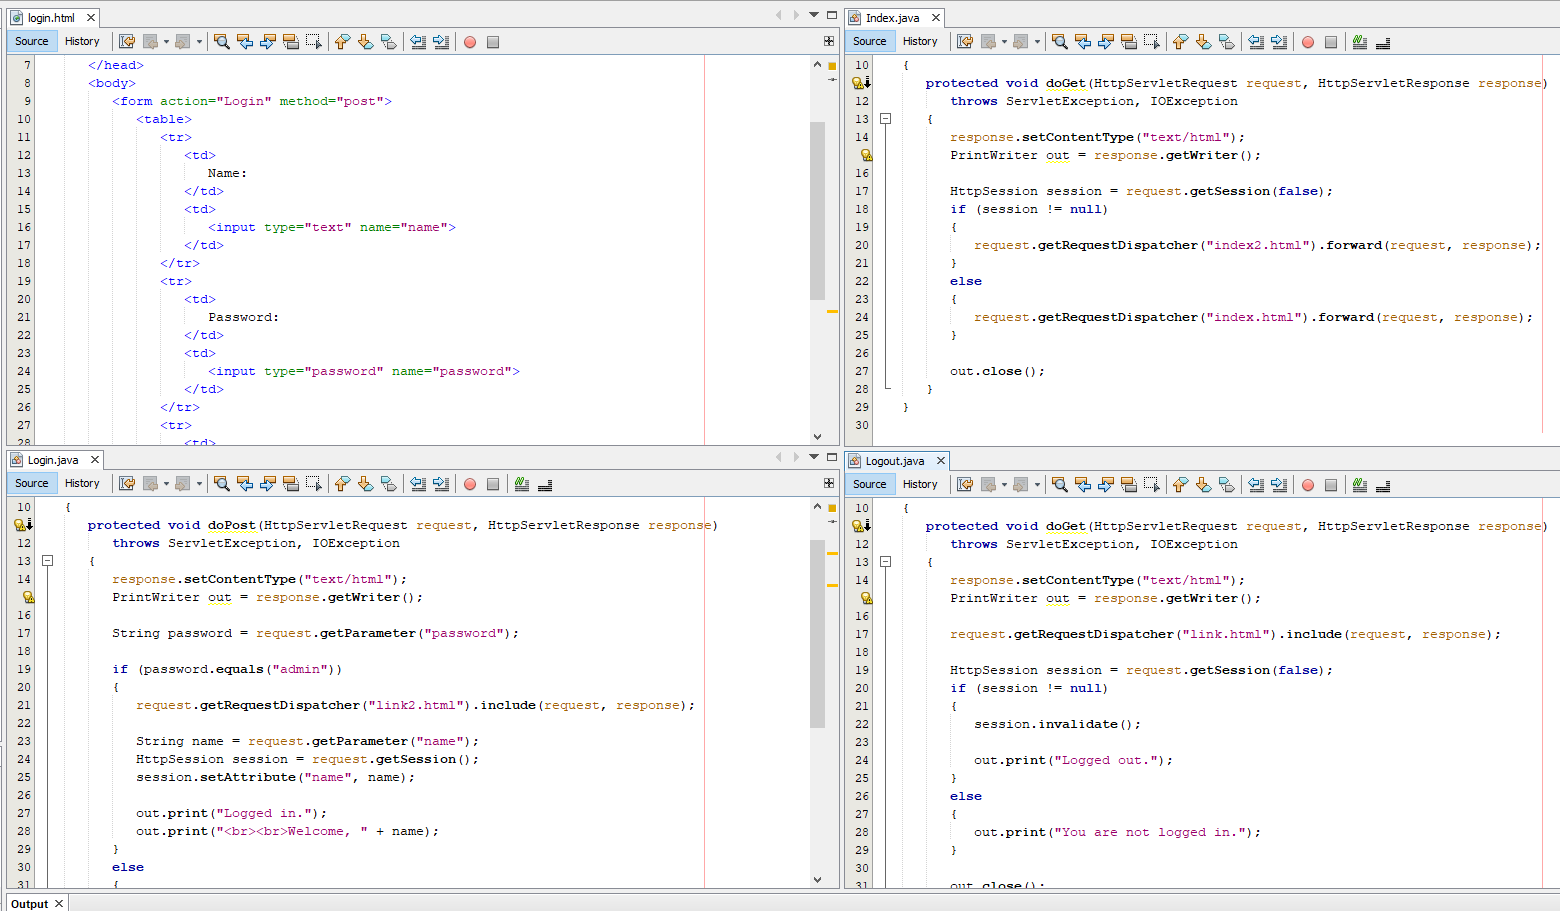 login.html
Source History
7 </head>
8 <body>
9 <form action="Login" method="post">
10 <table>
11 <tr>
12 <td>
13 Name:
14 </td>
15 <td>
16 <input type="text" name="name">
17 </td>
18 </tr>
19 <tr>
20 <td>
21 Password:
22 </td>
23 <td>
24 <input type="password" name="password">
25 </td>
26 </tr>
27 <tr>
28 <td>
Index.java
Source History
10 {
protected void doGet(HttpServletRequest request, HttpServletResponse response)
12 throws ServletException, IOException
13 {
14 response.setContentType("text/html");
PrintWriter out = response.getWriter();
16
17 HttpSession session = request.getSession(false);
18 if (session != null)
19 {
20 request.getRequestDispatcher("index2.html").forward(request, response);
21 }
22 else
23 {
24 request.getRequestDispatcher("index.html").forward(request, response);
25 }
26
27 out.close();
28 }
29 }
30
Login.java
Source History
10 {
protected void doPost(HttpServletRequest request, HttpServletResponse response)
12 throws ServletException, IOException
13 {
14 response.setContentType("text/html");
PrintWriter out = response.getWriter();
16
17 String password = request.getParameter("password");
18
19 if (password.equals("admin"))
20 {
21 request.getRequestDispatcher("link2.html").include(request, response);
22
23 String name = request.getParameter("name");
24 HttpSession session = request.getSession();
25 session.setAttribute("name", name);
26
27 out.print("Logged in.");
28 out.print("<br><br>Welcome, " + name);
29 }
30 else
31 {
Logout.java
Source History
10 {
protected void doGet(HttpServletRequest request, HttpServletResponse response)
12 throws ServletException, IOException
13 {
14 response.setContentType("text/html");
PrintWriter out = response.getWriter();
16
17 request.getRequestDispatcher("link.html").include(request, response);
18
19 HttpSession session = request.getSession(false);
20 if (session != null)
21 {
22 session.invalidate();
23
24 out.print("Logged out.");
25 }
26 else
27 {
28 out.print("You are not logged in.");
29 }
30
31 out.close();
Output